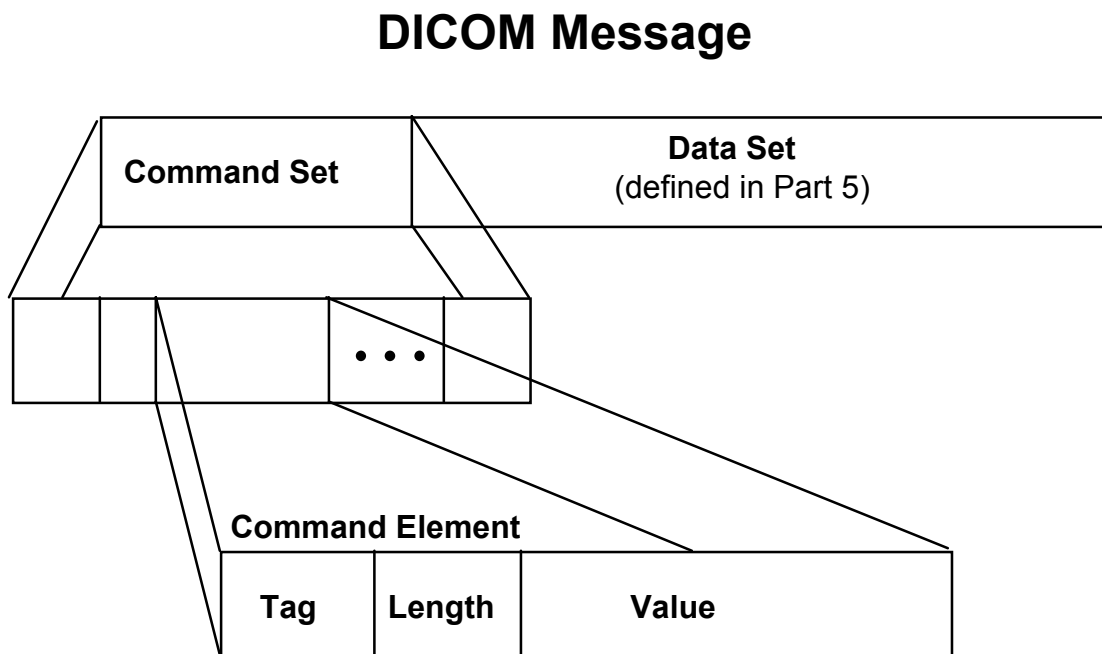 DICOM Message
Command Set
Data Set
(defined in Part 5)
• • •
Command Element
Tag
Length
Value